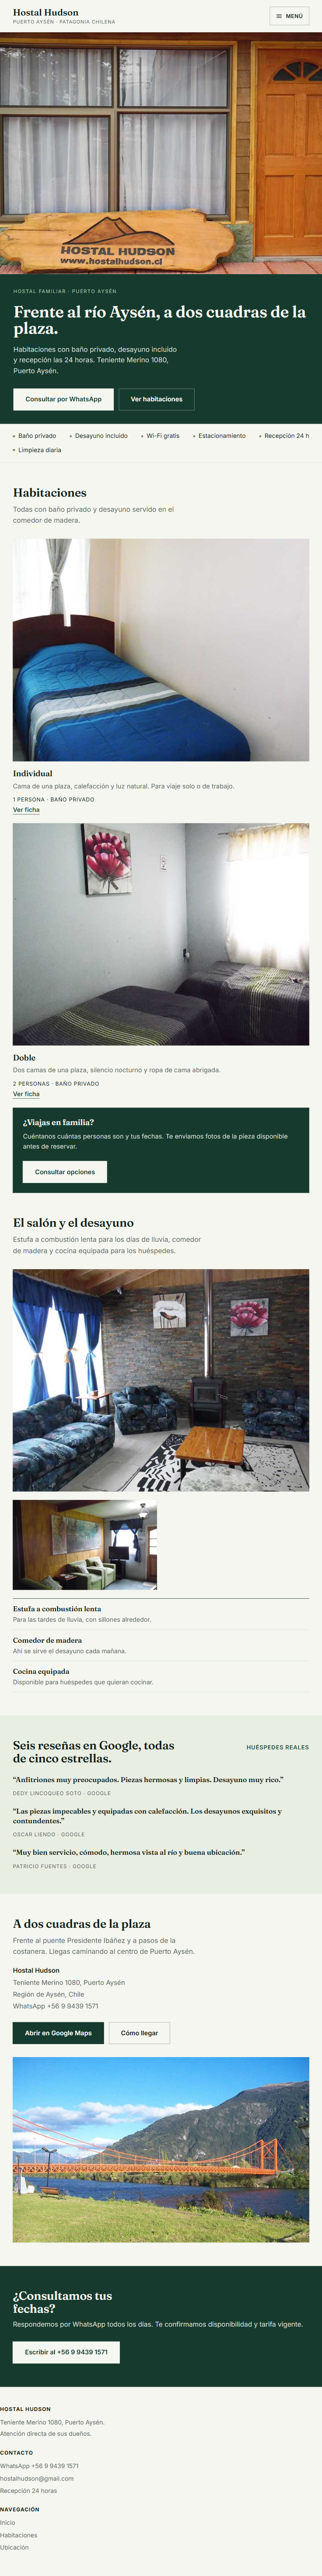 Hostal Hudson
PUERTO AYSÉN · PATAGONIA CHILENA
MENÚ
HOSTAL HUDSON
www.hostalhudson.cl
HOSTAL FAMILIAR · PUERTO AYSÉN
Frente al río Aysén, a dos cuadras de la
plaza.
Habitaciones con baño privado, desayuno incluido
y recepción las 24 horas. Teniente Merino 1080,
Puerto Aysén.
Consultar por WhatsApp
Ver habitaciones
Baño privado
Desayuno incluido
Wi-Fi gratis
Estacionamiento
Recepción 24 h
Limpieza diaria
Habitaciones
Todas con baño privado y desayuno servido en el
comedor de madera.
Individual
Cama de una plaza, calefacción y luz natural. Para viaje solo o de trabajo.
1 PERSONA · BAÑO PRIVADO
Ver ficha
Doble
Dos camas de una plaza, silencio nocturno y ropa de cama abrigada.
2 PERSONAS · BAÑO PRIVADO
Ver ficha
¿Viajas en familia?
Cuéntanos cuántas personas son y tus fechas. Te enviamos fotos de la pieza disponible
antes de reservar.
Consultar opciones
El salón y el desayuno
Estufa a combustión lenta para los días de lluvia, comedor
de madera y cocina equipada para los huéspedes.
Estufa a combustión lenta
Para las tardes de lluvia, con sillones alrededor.
Comedor de madera
Ahí se sirve el desayuno cada mañana.
Cocina equipada
Disponible para huéspedes que quieran cocinar.
Seis reseñas en Google, todas
de cinco estrellas.
HUÉSPEDES REALES
“Anfitriones muy preocupados. Piezas hermosas y limpias. Desayuno muy rico.”
DEDY LINCOQUEO SOTO · GOOGLE
“Las piezas impecables y equipadas con calefacción. Los desayunos exquisitos y
contundentes.”
OSCAR LIENDO · GOOGLE
“Muy bien servicio, cómodo, hermosa vista al río y buena ubicación.”
PATRICIO FUENTES · GOOGLE
A dos cuadras de la plaza
Frente al puente Presidente Ibáñez y a pasos de la
costanera. Llegas caminando al centro de Puerto Aysén.
Hostal Hudson
Teniente Merino 1080, Puerto Aysén
Región de Aysén, Chile
WhatsApp +56 9 9439 1571
Abrir en Google Maps
Cómo llegar
¿Consultamos tus
fechas?
Respondemos por WhatsApp todos los días. Te confirmamos disponibilidad y tarifa vigente.
Escribir al +56 9 9439 1571
HOSTAL HUDSON
Teniente Merino 1080, Puerto Aysén.
Atención directa de sus dueños.
CONTACTO
WhatsApp +56 9 9439 1571
hostalhudson@gmail.com
Recepción 24 horas
NAVEGACIÓN
Inicio
Habitaciones
Ubicación